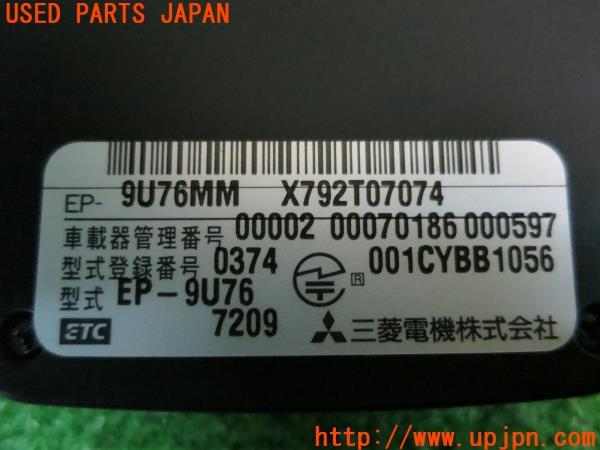 USED PARTS JAPAN
EP- 9U76MM X792T07074
車載器管理番号 00002 00070186 000597
型式登録番号 0374 R 001CYBB1056
型式 EP-9U76
ETC 7209 三菱電機株式会社
http://www.upjpn.com/